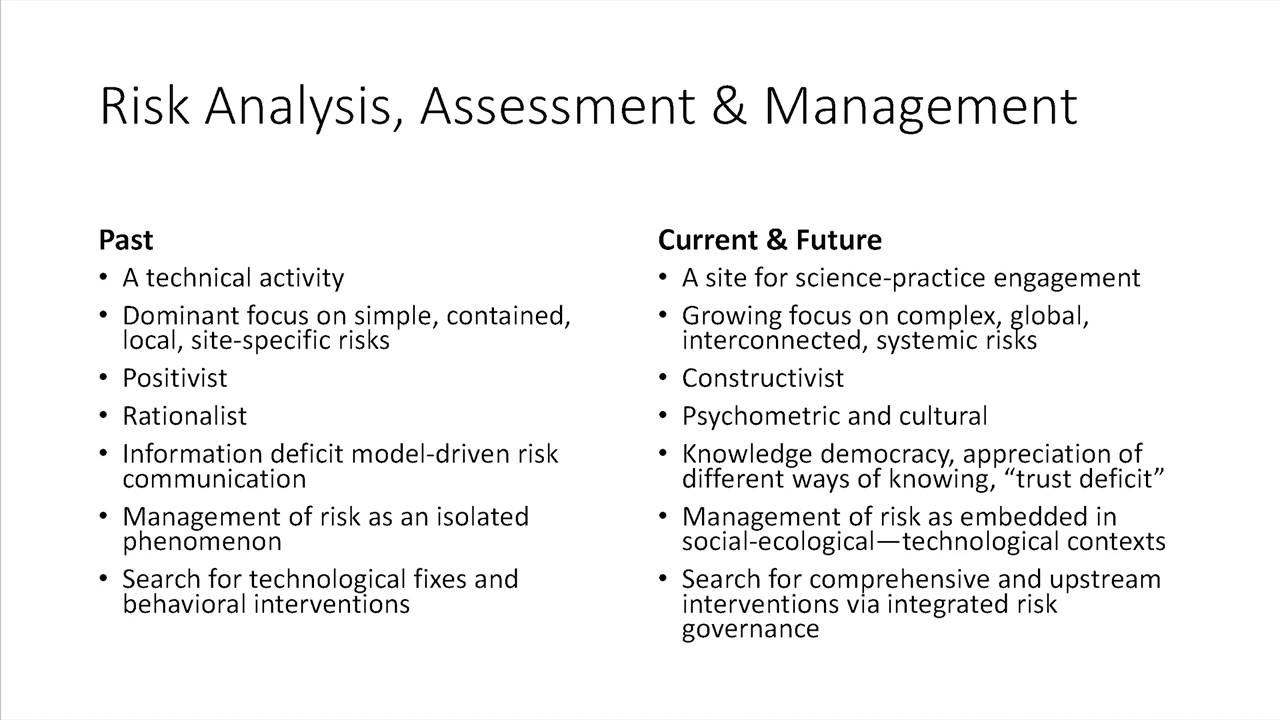 Risk Analysis, Assessment & Management
Past
• A technical activity
• Dominant focus on simple, contained,
local, site-specific risks
• Positivist
• Rationalist
• Information deficit model-driven risk
communication
• Management of risk as an isolated
phenomenon
• Search for technological fixes and
behavioral interventions
Current & Future
• A site for science-practice engagement
• Growing focus on complex, global,
interconnected, systemic risks
• Constructivist
• Psychometric and cultural
• Knowledge democracy, appreciation of
different ways of knowing, “trust deficit”
• Management of risk as embedded in
social-ecological—technological contexts
• Search for comprehensive and upstream
interventions via integrated risk
governance